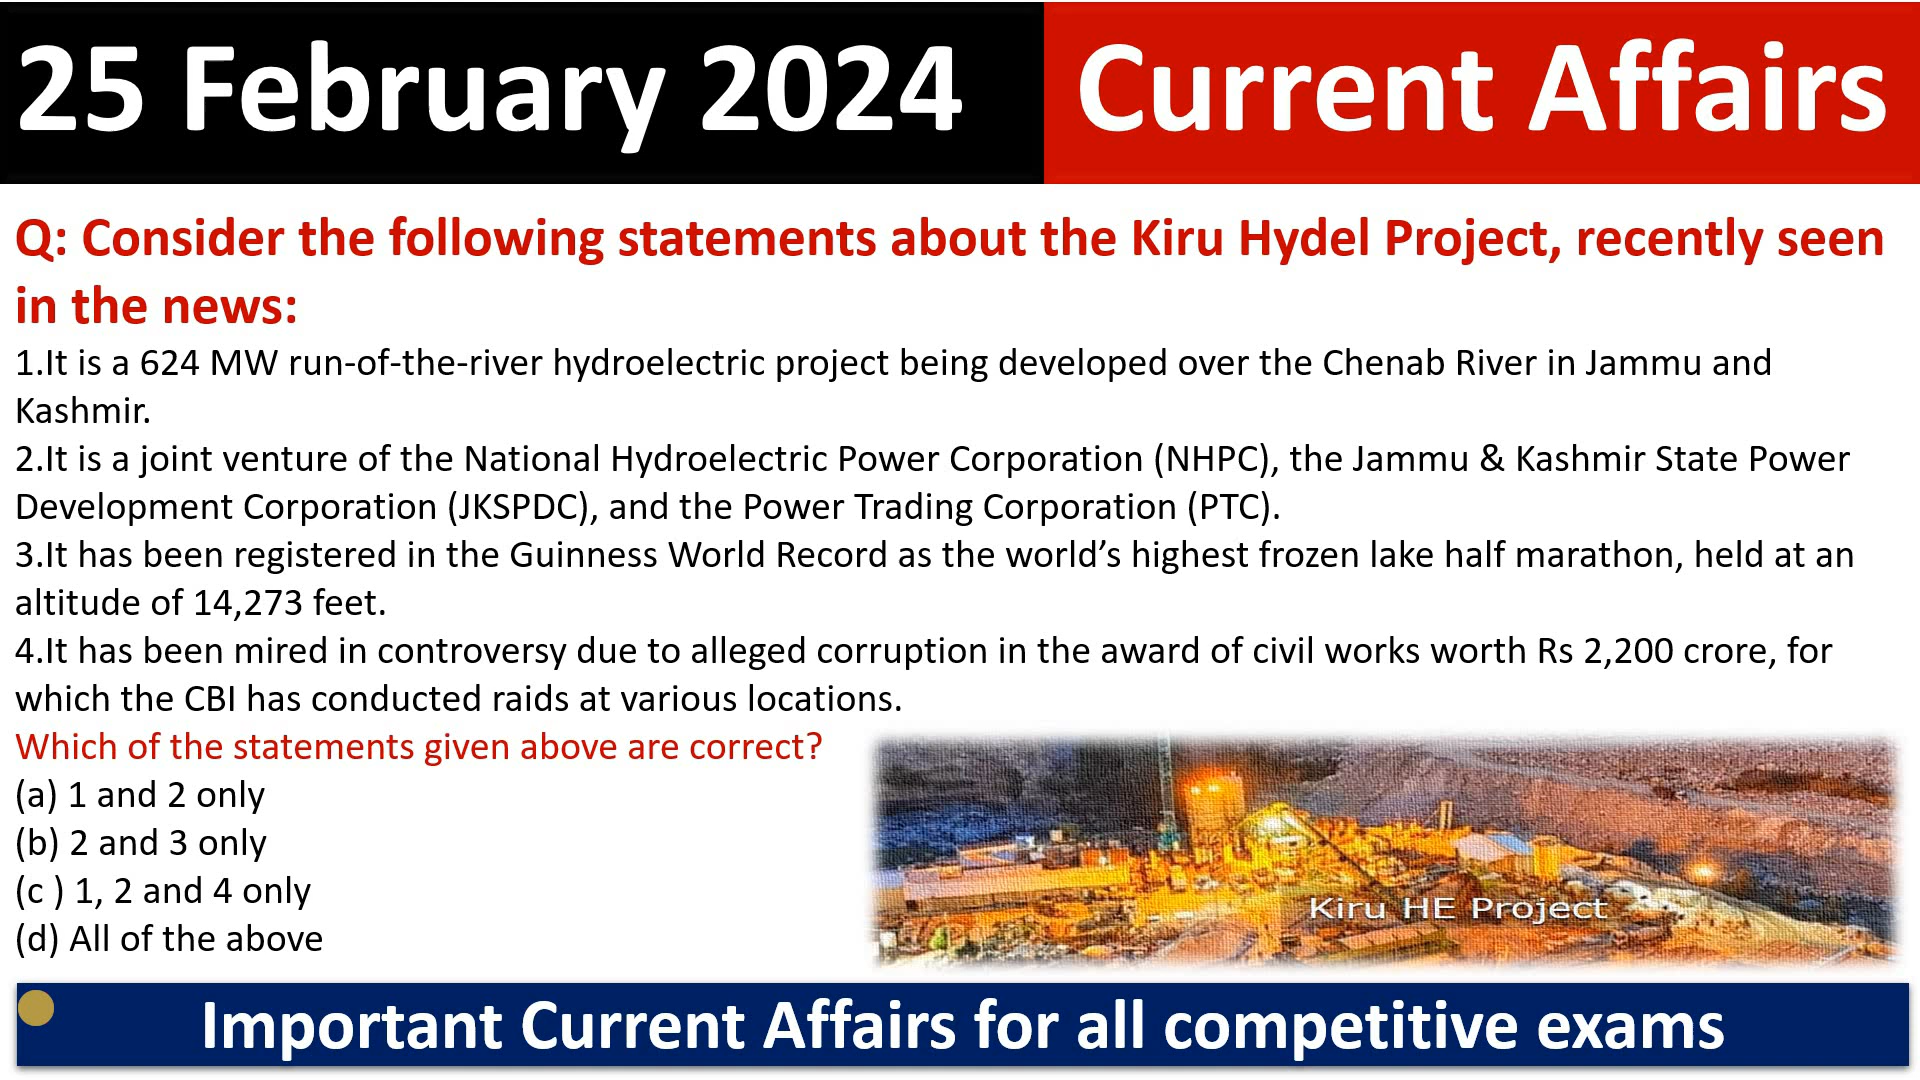 25 February 2024
Current Affairs
Q: Consider the following statements about the Kiru Hydel Project, recently seen
in the news:
1.It is a 624 MW run-of-the-river hydroelectric project being developed over the Chenab River in Jammu and
Kashmir.
2.It is a joint venture of the National Hydroelectric Power Corporation (NHPC), the Jammu & Kashmir State Power
Development Corporation (JKSPDC), and the Power Trading Corporation (PTC).
3.It has been registered in the Guinness World Record as the world’s highest frozen lake half marathon, held at an
altitude of 14,273 feet.
4.It has been mired in controversy due to alleged corruption in the award of civil works worth Rs 2,200 crore, for
which the CBI has conducted raids at various locations.
Which of the statements given above are correct?
(a) 1 and 2 only
(b) 2 and 3 only
(c ) 1, 2 and 4 only
(d) All of the above
Kiru HE Project
Important Current Affairs for all competitive exams